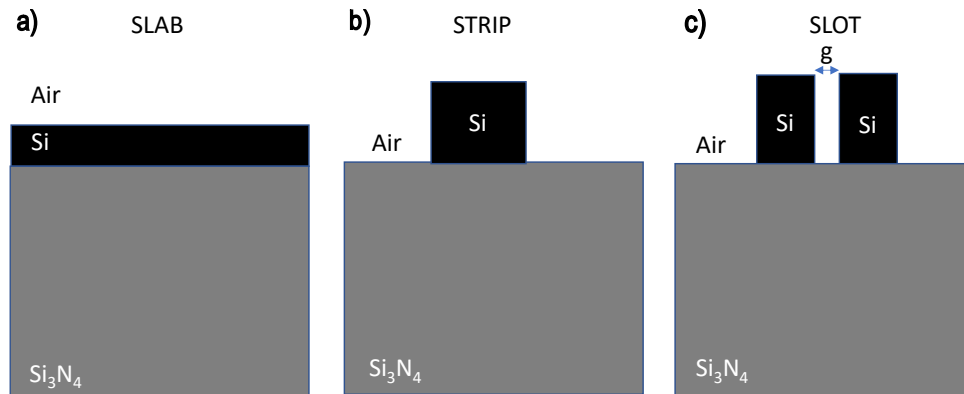 a) SLAB
Air
Si
Si₃N₄
b) STRIP
Si
Air
Si₃N₄
c) SLOT
g
Si Si
Air
Si₃N₄